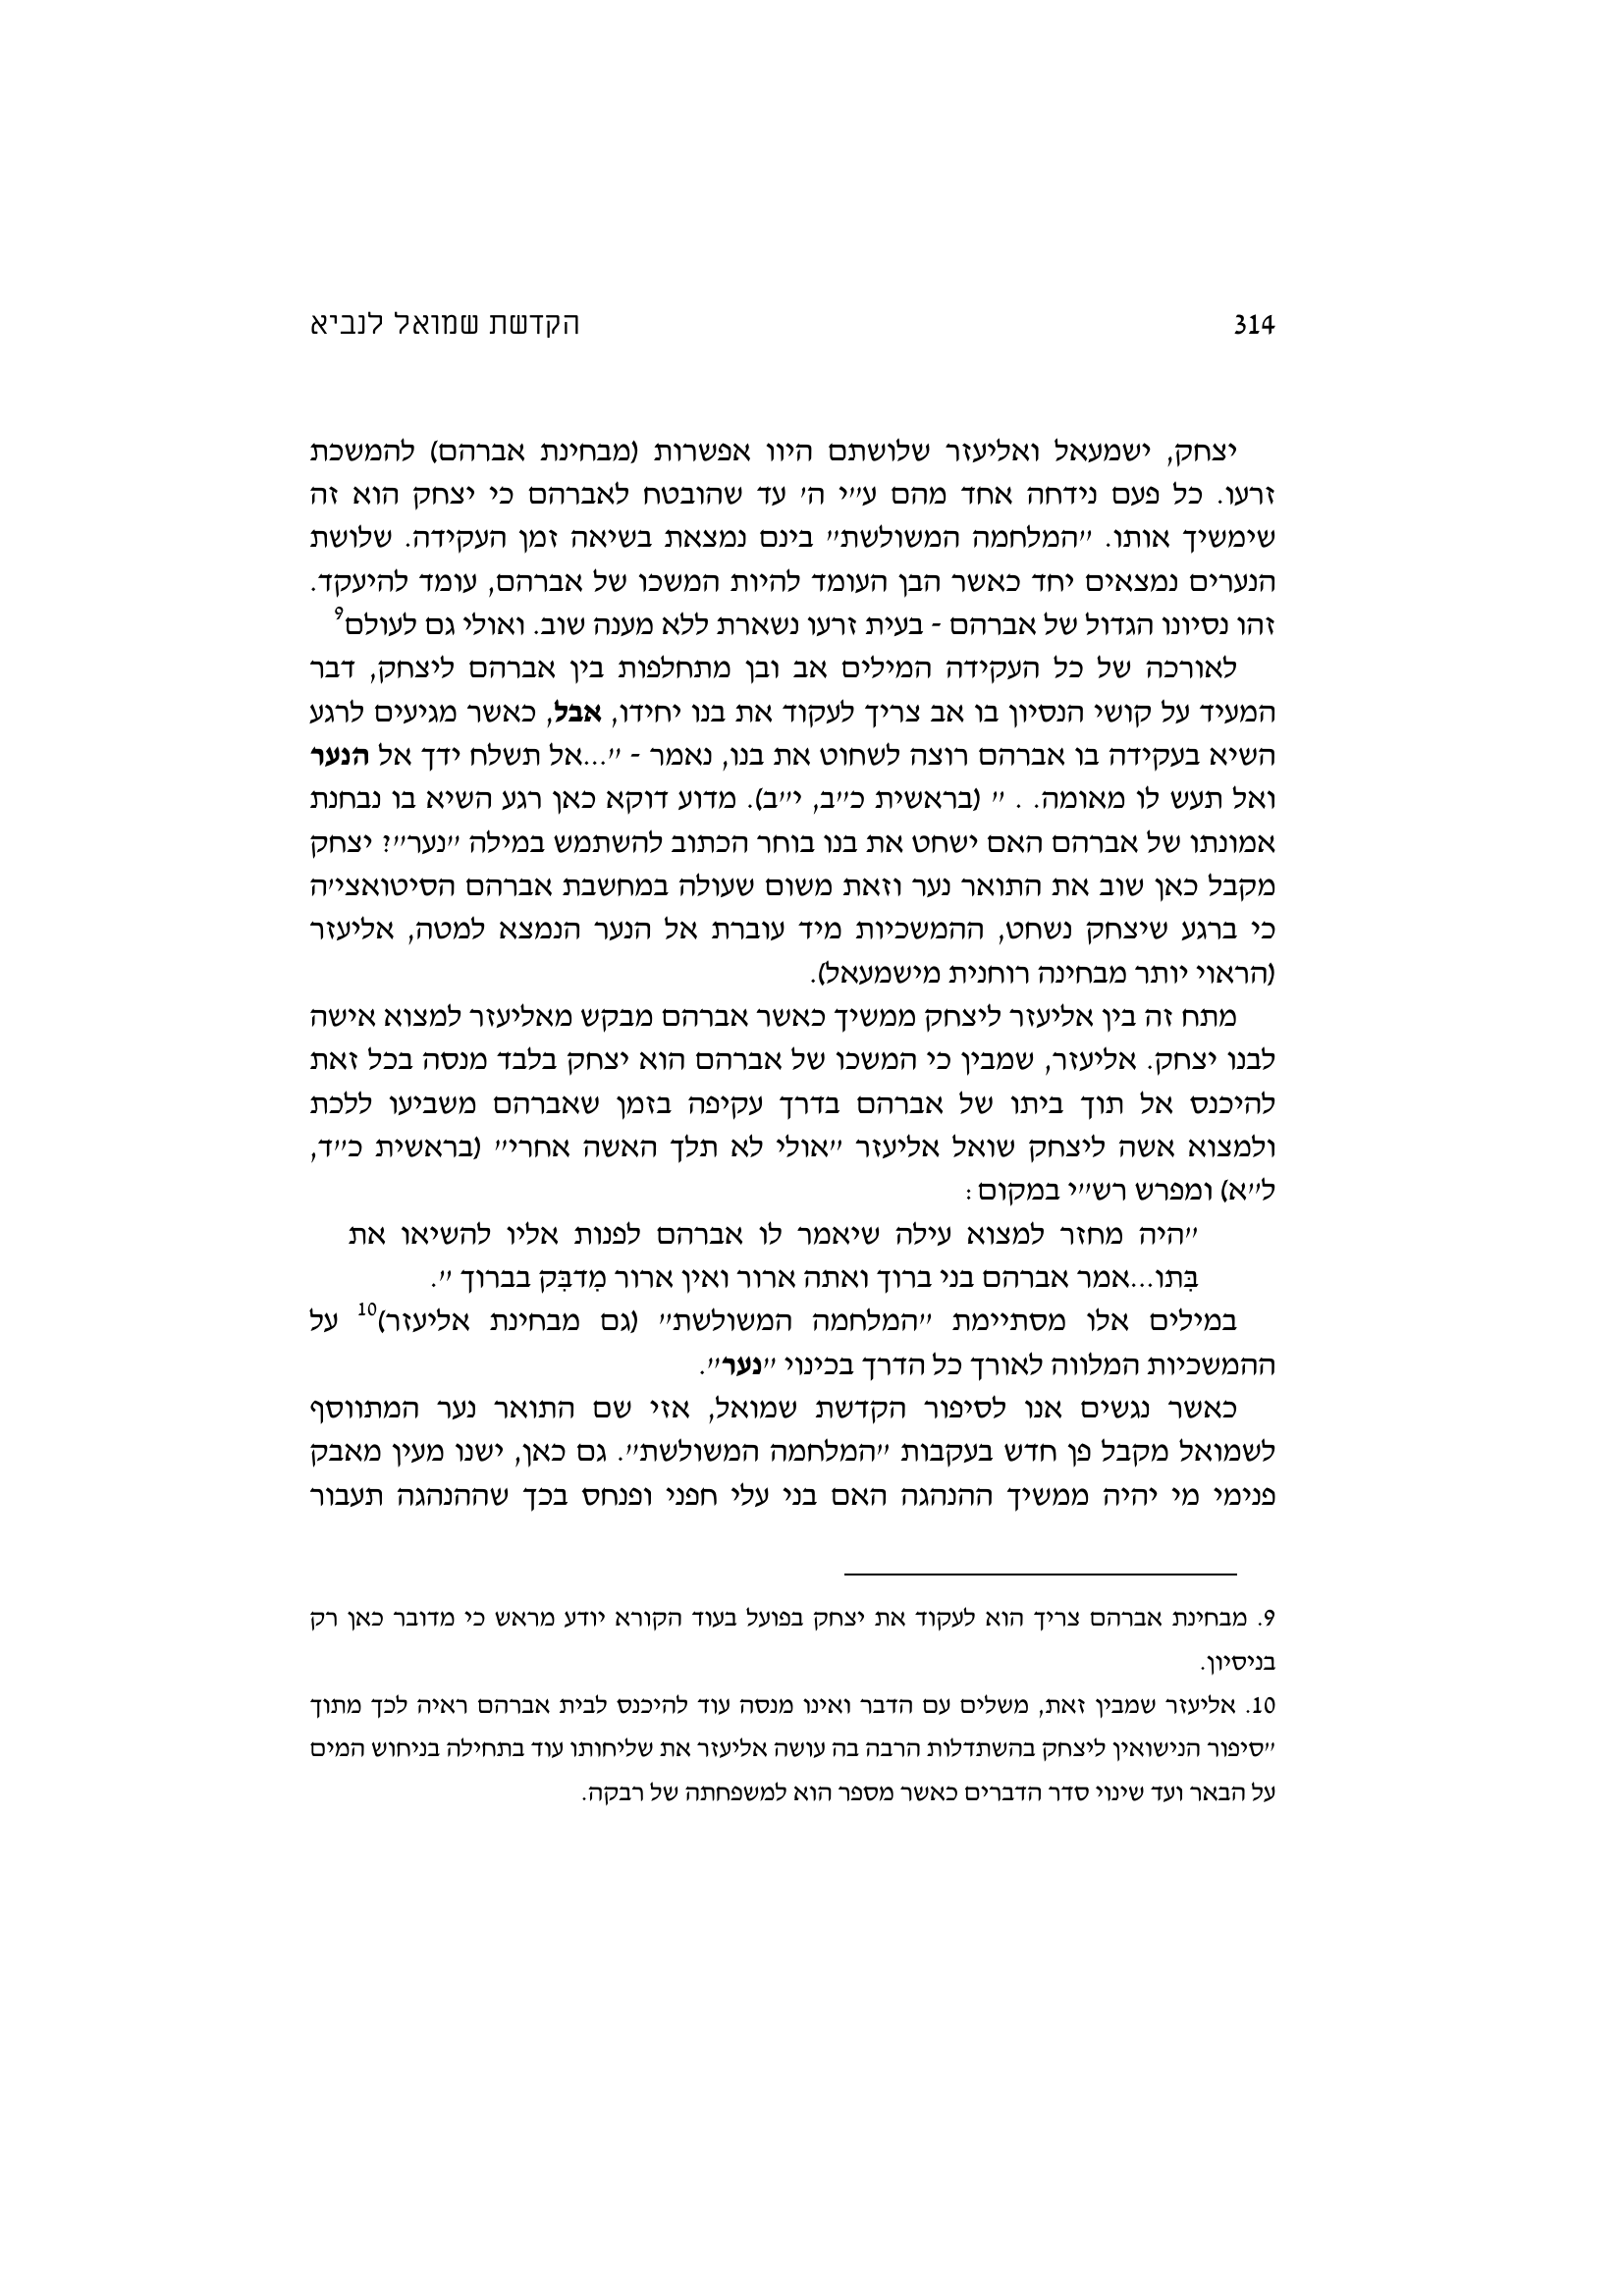 314 הקדשת שמואל לנביא
יצחק, ישמעאל ואליעזר שלושתם היוו אפשרות (מבחינת אברהם) להמשכת
זרעו. כל פעם נידחה אחד מהם ע״י ה׳ עד שהובטח לאברהם כי יצחק הוא זה
שימשיך אותו. ״המלחמה המשולשת״ בינם נמצאת בשיאה זמן העקידה. שלושת
הנערים נמצאים יחד כאשר הבן העומד להיות המשכו של אברהם, עומד להיעקד.
זהו נסיונו הגדול של אברהם - בעית זרעו נשארת ללא מענה שוב. ואולי גם לעולם9
לאורכה של כל העקידה המילים אב ובן מתחלפות בין אברהם ליצחק, דבר
המעיד על קושי הנסיון בו אב צריך לעקוד את בנו יחידו, אבל, כאשר מגיעים לרגע
השיא בעקידה בו אברהם רוצה לשחוט את בנו, נאמר - ״...אל תשלח ידך אל הנער
ואל תעש לו מאומה. . ״ (בראשית כ״ב, י״ב). מדוע דוקא כאן רגע השיא בו נבחנת
אמונתו של אברהם האם ישחט את בנו בוחר הכתוב להשתמש במילה ״נער״? יצחק
מקבל כאן שוב את התואר נער וזאת משום שעולה במחשבת אברהם הסיטואצי׳ה
כי ברגע שיצחק נשחט, ההמשכיות מיד עוברת אל הנער הנמצא למטה, אליעזר
(הראוי יותר מבחינה רוחנית מישמעאל).
מתח זה בין אליעזר ליצחק ממשיך כאשר אברהם מבקש מאליעזר למצוא אישה
לבנו יצחק. אליעזר, שמבין כי המשכו של אברהם הוא יצחק בלבד מנסה בכל זאת
להיכנס אל תוך ביתו של אברהם בדרך עקיפה בזמן שאברהם משביעו ללכת
ולמצוא אשה ליצחק שואל אליעזר ״אולי לא תלך האשה אחרי״ (בראשית כ״ד,
ל״א) ומפרש רש״י במקום:
״היה מחזר למצוא עילה שיאמר לו אברהם לפנות אליו להשיאו את
בִּתו...אמר אברהם בני ברוך ואתה ארור ואין ארור מִדבִּק בברוך ״.
במילים אלו מסתיימת ״המלחמה המשולשת״ (גם מבחינת אליעזר)10 על
ההמשכיות המלווה לאורך כל הדרך בכינוי ״נער״.
כאשר נגשים אנו לסיפור הקדשת שמואל, אזי שם התואר נער המתווסף
לשמואל מקבל פן חדש בעקבות ״המלחמה המשולשת״. גם כאן, ישנו מעין מאבק
פנימי מי יהיה ממשיך ההנהגה האם בני עלי חפני ופנחס בכך שההנהגה תעבור
9. מבחינת אברהם צריך הוא לעקוד את יצחק בפועל בעוד הקורא יודע מראש כי מדובר כאן רק
בניסיון.
10. אליעזר שמבין זאת, משלים עם הדבר ואינו מנסה עוד להיכנס לבית אברהם ראיה לכך מתוך
״סיפור הנישואין ליצחק בהשתדלות הרבה בה עושה אליעזר את שליחותו עוד בתחילה בניחוש המים
על הבאר ועד שינוי סדר הדברים כאשר מספר הוא למשפחתה של רבקה.